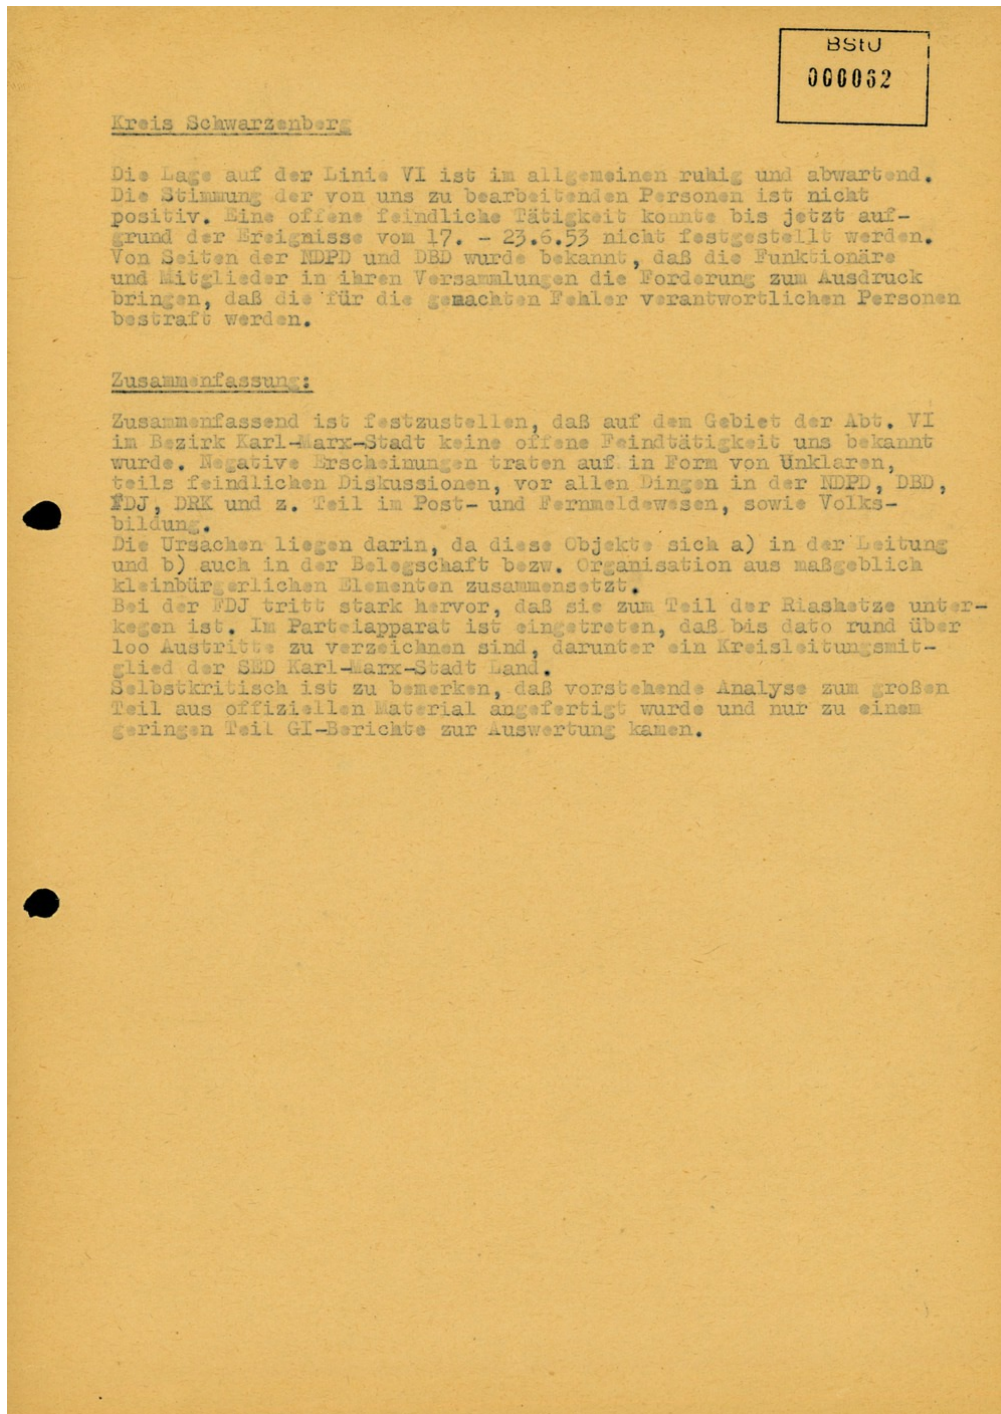 BStU
000062
Kreis Schwarzenberg
Die Lage auf der Linie VI ist im allgemeinen ruhig und abwartend.
Die Stimmung der von uns zu bearbeitenden Personen ist nicht
positiv. Eine offene feindliche Tätigkeit konnte bis jetzt auf-
grund der Ereignisse vom 17. - 23.6.53 nicht festgestellt werden.
Von Seiten der NDPD und DBD wurde bekannt, daß die Funktionäre
und Mitglieder in ihren Versammlungen die Forderung zum Ausdruck
bringen, daß die für die gemachten Fehler verantwortlichen Personen
bestraft werden.
Zusammenfassung:
Zusammenfassend ist festzustellen, daß auf dem Gebiet der Abt. VI
im Bezirk Karl-Marx-Stadt keine offene Feindtätigkeit uns bekannt
wurde. Negative Erscheinungen traten auf in Form von Unklaren,
teils feindlichen Diskussionen, vor allen Dingen in der NDPD, DBD,
FDJ, DRK und z. Teil im Post- und Fernmeldewesen, sowie Volks-
bildung.
Die Ursachen liegen darin, da diese Objekte sich a) in der Leitung
und b) auch in der Belegschaft bezw. Organisation aus maßgeblich
kleinbürgerlichen Elementen zusammensetzt.
Bei der FDJ tritt stark hervor, daß sie zum Teil der Riashetze unter-
kegen ist. Im Parteiapparat ist eingetreten, daß bis dato rund über
loo Austritte zu verzeichnen sind, darunter ein Kreisleitungsmit-
glied der SED Karl-Marx-Stadt Land.
Selbstkritisch ist zu bemerken, daß vorstehende Analyse zum großen
Teil aus offiziellen Material angefertigt wurde und nur zu einem
geringen Teil GI-Berichte zur Auswertung kamen.